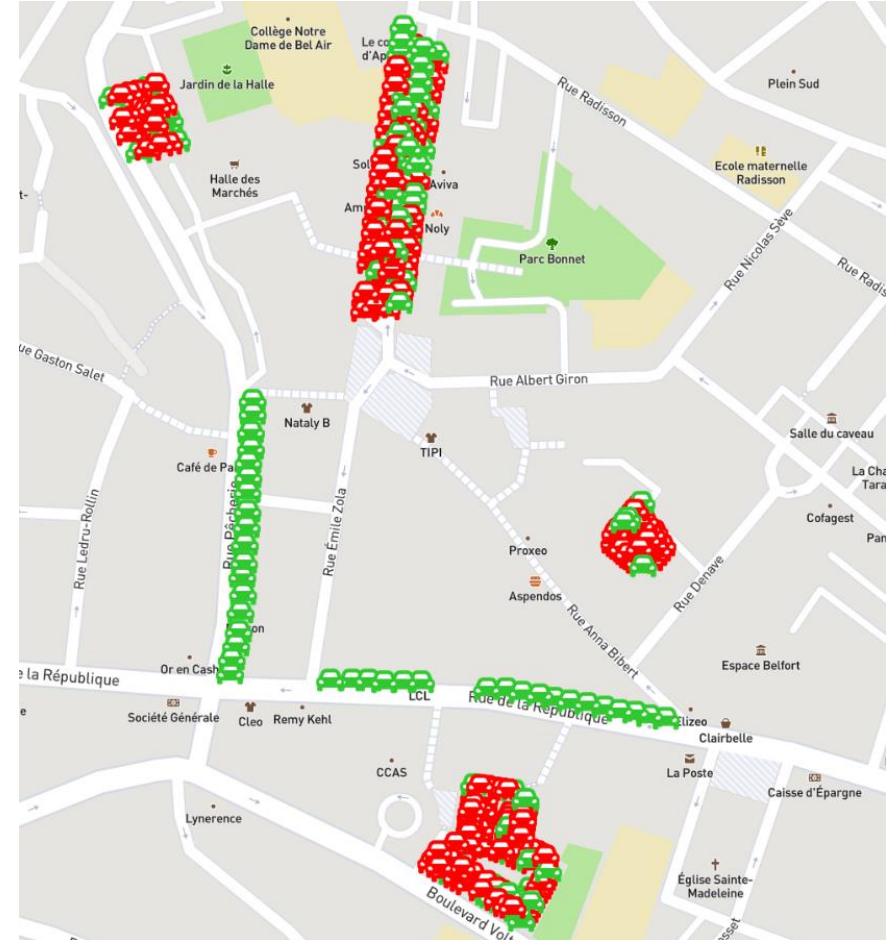 Collège Notre
Dame de Bel Air
Le co
d'Ap
Jardin de la Halle
Rue Radisson
Plein Sud
Ecole maternelle
Radisson
Halle des
Marchés
Sol
Aviva
Am
Noly
Parc Bonnet
Rue Nicolas Sève
Rue Radis
t-
ue Gaston Salet
Rue Albert Giron
Nataly B
TIPI
Salle du caveau
Café de Pa
La Cha
Tara
Rue Ledru-Rollin
Rue Pêcherie
Rue Émile Zola
Cofagest
Pan
Proxeo
Aspendos
Rue Denave
Rue Anna Bibert
on
Or en Cash
Espace Belfort
e la République
LCL
Rue de la République
Elizeo
Société Générale
Cleo
Remy Kehl
Clairbelle
e
CCAS
La Poste
Caisse d'Épargne
Lynerence
Église Sainte-
Madeleine
Boulevard Volt
sset